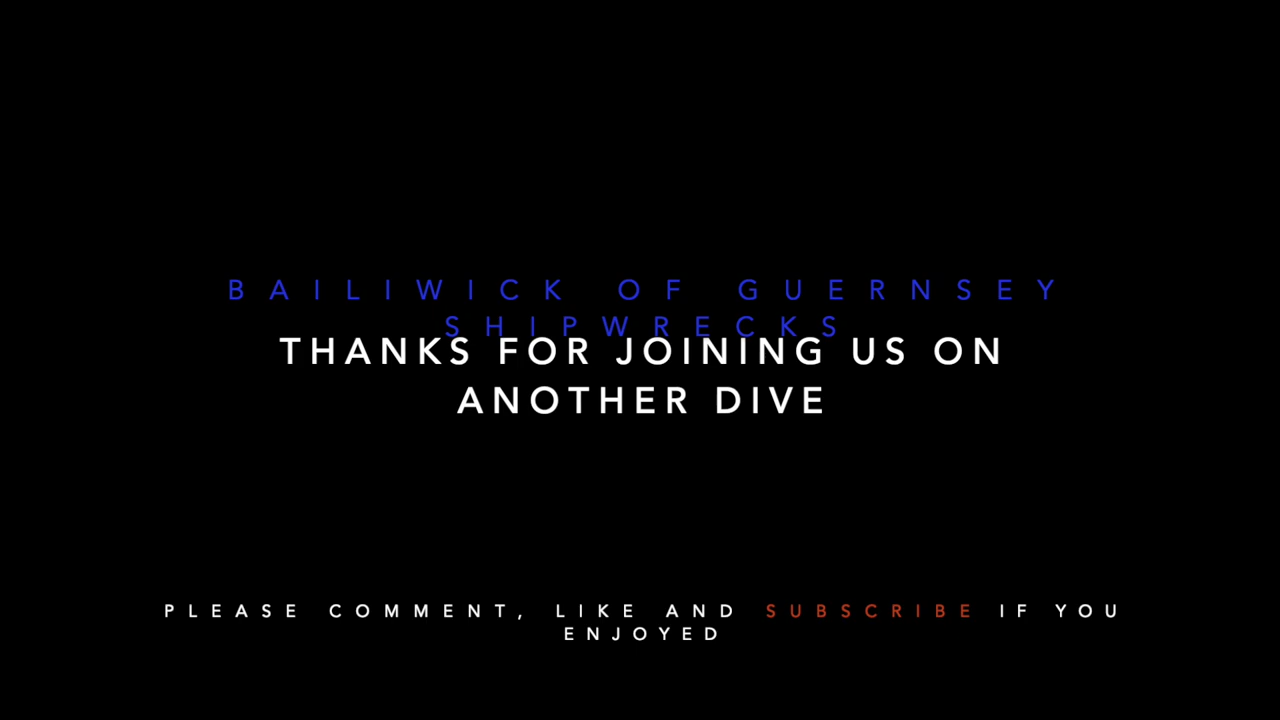 BAILIWICK OF GUERNSEY
SHIPWRECKS
THANKS FOR JOINING US ON
ANOTHER DIVE
PLEASE COMMENT, LIKE AND SUBSCRIBE IF YOU
ENJOYED